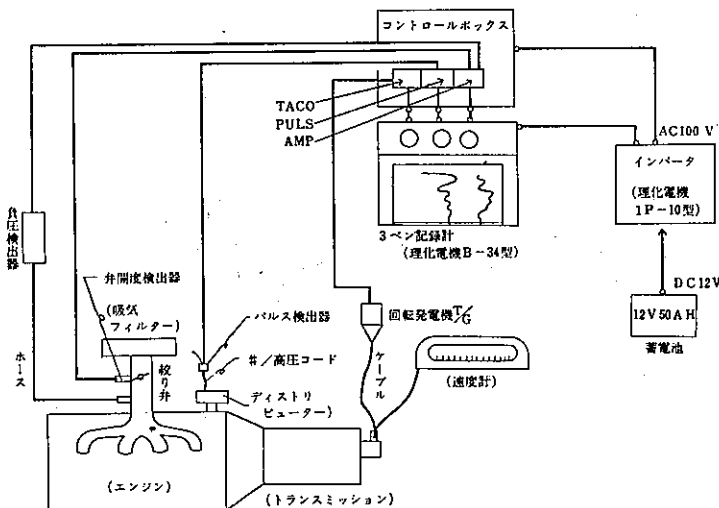 コントロールボックス
TACO
PULS
AMP
AC100 V
インバータ
(理化電機
1P-10型)
3ペン記録計
(理化電機B-34型)
DC12V
12V50AH
蓄電池
負圧検出器
弁開度検出器
(吸気
フィルター)
パルス検出器
#/高圧コード
回転発電機T/G
ホース
絞り弁
ディストリ
ビューター)
ケーブル
(速度計)
(エンジン)
(トランスミッション)